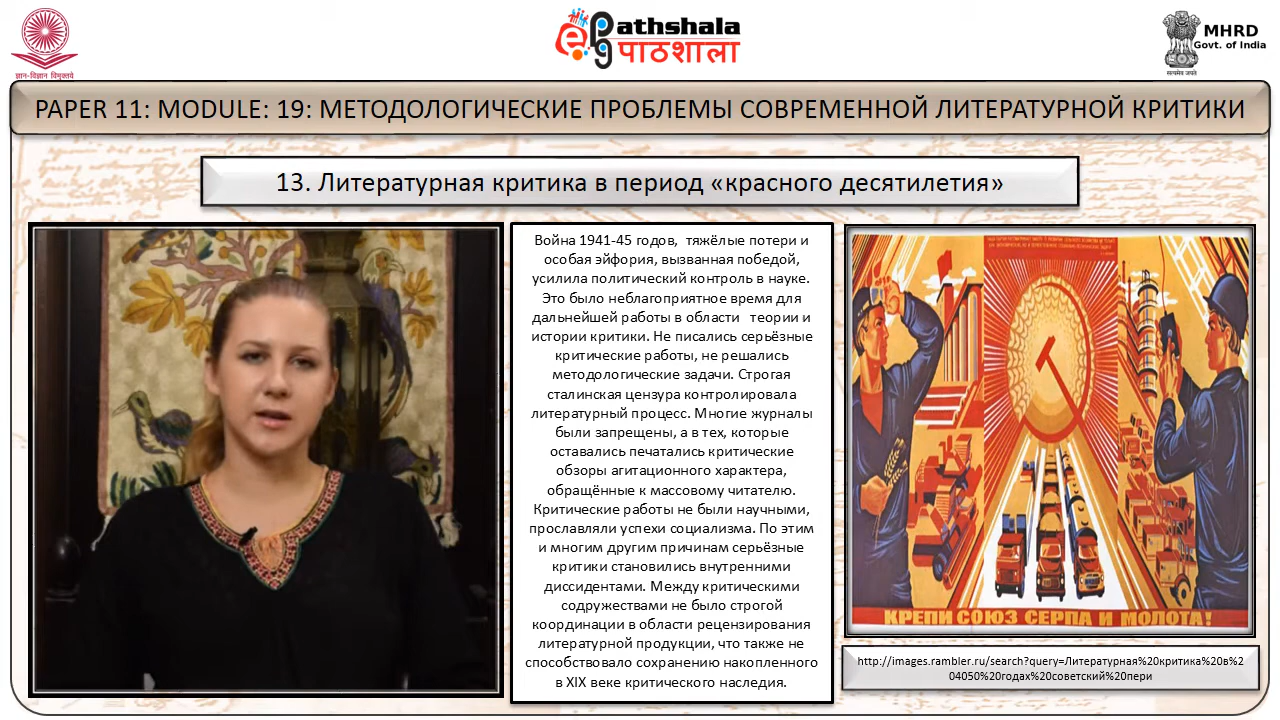 ज्ञान-विज्ञान विमुक्तये
ePathshala
पाठशाला
MHRD
Govt. of India
सत्यमेव जयते
PAPER 11: MODULE: 19: МЕТОДОЛОГИЧЕСКИЕ ПРОБЛЕМЫ СОВРЕМЕННОЙ ЛИТЕРАТУРНОЙ КРИТИКИ
13. Литературная критика в период «красного десятилетия»
Война 1941-45 годов, тяжёлые потери и
особая эйфория, вызванная победой,
усилила политический контроль в науке.
Это было неблагоприятное время для
дальнейшей работы в области теории и
истории критики. Не писались серьёзные
критические работы, не решались
методологические задачи. Строгая
сталинская цензура контролировала
литературный процесс. Многие журналы
были запрещены, а в тех, которые
оставались печатались критические
обзоры агитационного характера,
обращённые к массовому читателю.
Критические работы не были научными,
прославляли успехи социализма. По этим
и многим другим причинам серьёзные
критики становились внутренними
диссидентами. Между критическими
содружествами не было строгой
координации в области рецензирования
литературной продукции, что также не
способствовало сохранению накопленного
в XIX веке критического наследия.
КРЕПИ СОЮЗ СЕРПА И МОЛОТА!
http://images.rambler.ru/search?query=Литературная%20критика%20в%2
04050%20годах%20советский%20пери